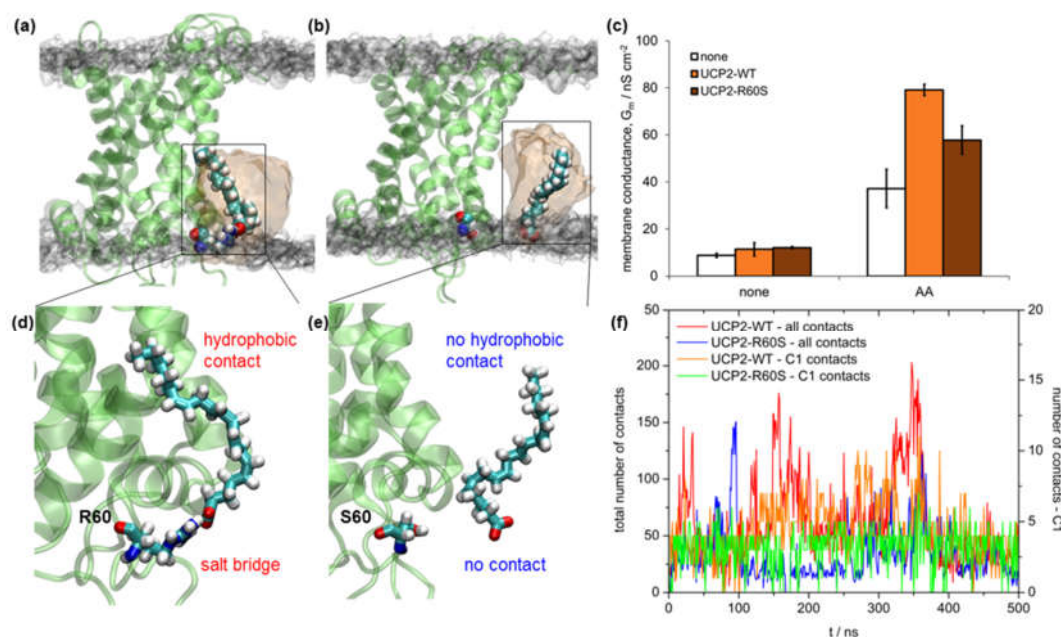 (a)
(b)
(c)
100
80
60
40
20
0
membrane conductance, Gm / nS cm-2
none
UCP2-WT
UCP2-R60S
none
AA
(d)
hydrophobic
contact
R60
salt bridge
(e)
no hydrophobic
contact
S60
no contact
(f)
50
200
150
100
50
0
total number of contacts
UCP2-WT - all contacts
UCP2-R60S - all contacts
UCP2-WT - C1 contacts
UCP2-R60S - C1 contacts
20
15
10
5
0
number of contacts - C1
0
100
200
300
400
500
t / ns